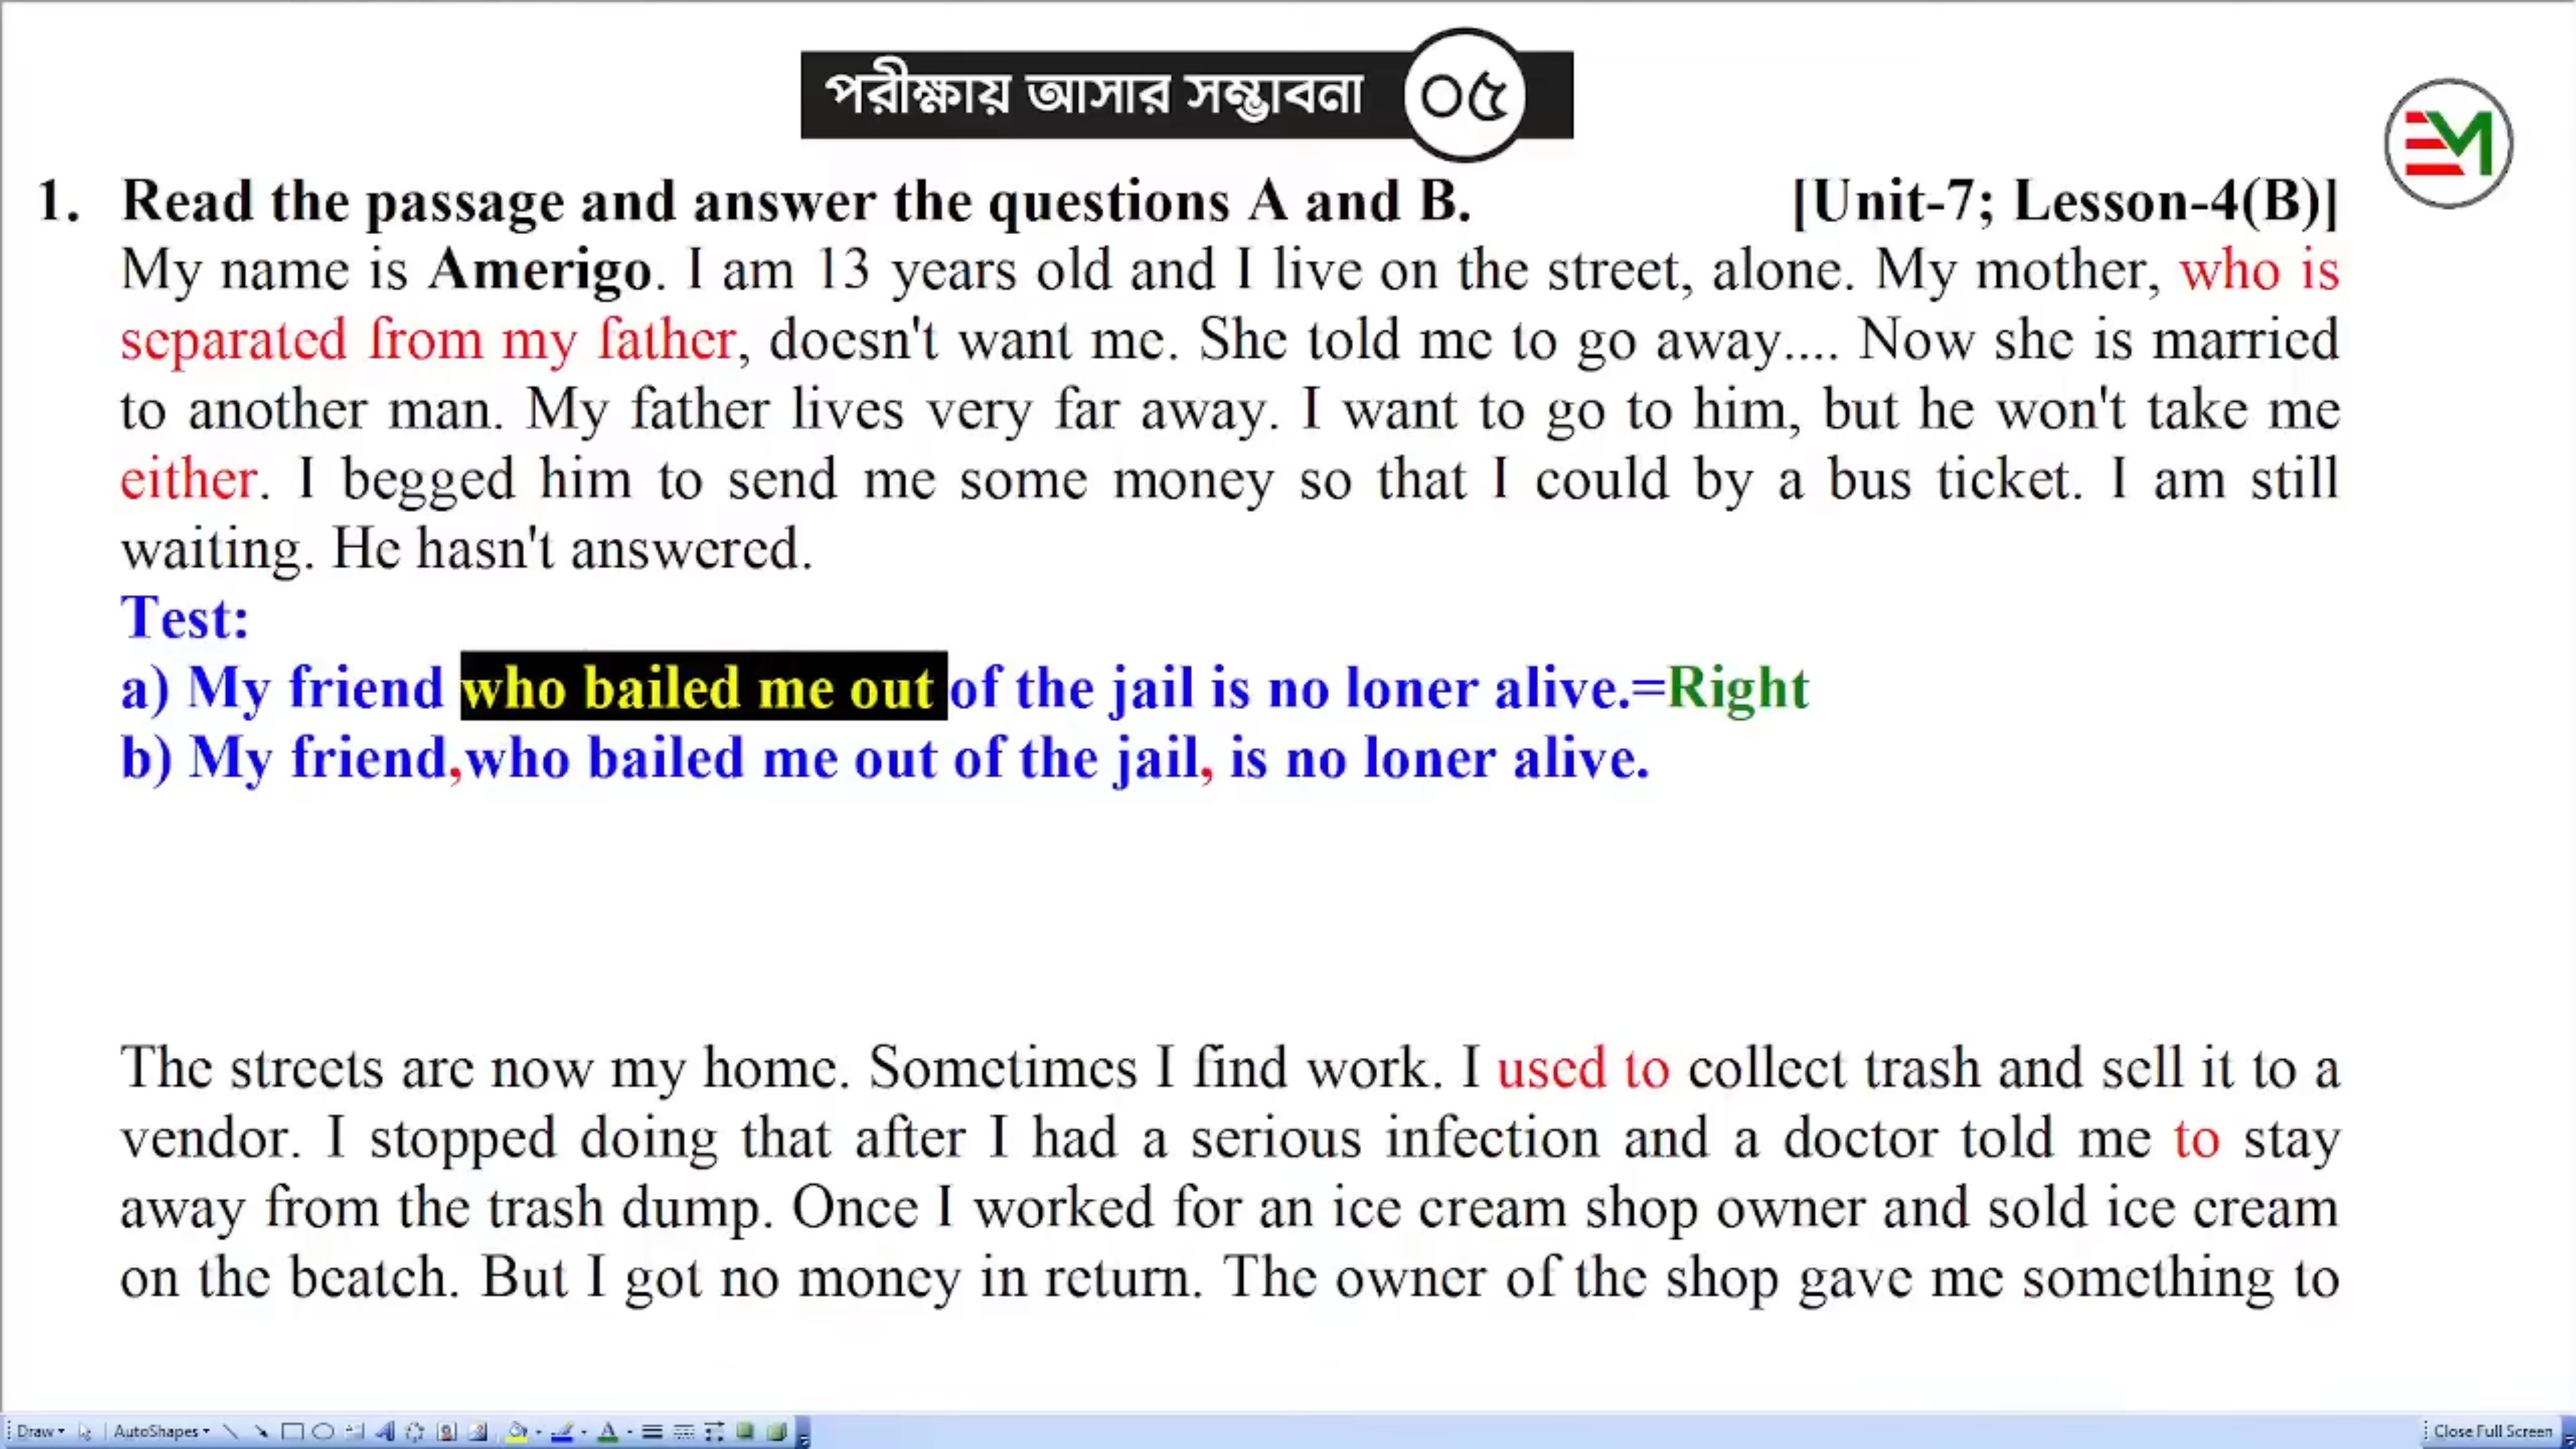 পরীক্ষায় আসার সম্ভাবনা ০৫
EM
1. Read the passage and answer the questions A and B. [Unit-7; Lesson-4(B)]
My name is Amerigo. I am 13 years old and I live on the street, alone. My mother, who is
separated from my father, doesn't want me. She told me to go away.... Now she is married
to another man. My father lives very far away. I want to go to him, but he won't take me
either. I begged him to send me some money so that I could by a bus ticket. I am still
waiting. He hasn't answered.
Test:
a) My friend who bailed me out of the jail is no loner alive.=Right
b) My friend,who bailed me out of the jail, is no loner alive.
The streets are now my home. Sometimes I find work. I used to collect trash and sell it to a
vendor. I stopped doing that after I had a serious infection and a doctor told me to stay
away from the trash dump. Once I worked for an ice cream shop owner and sold ice cream
on the beatch. But I got no money in return. The owner of the shop gave me something to
Draw AutoShapes Close Full Screen